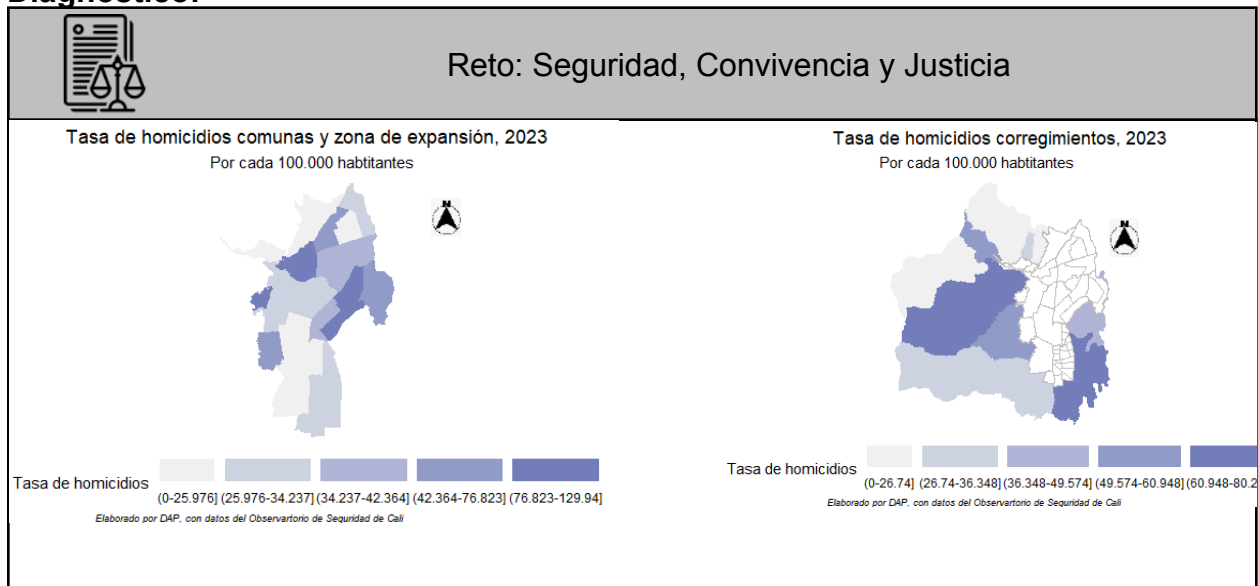 Diagnóstico:
Reto: Seguridad, Convivencia y Justicia
Tasa de homicidios comunas y zona de expansión, 2023
Por cada 100.000 habtitantes
N
Tasa de homicidios
(0-25.976] (25.976-34.237] (34.237-42.364] (42.364-76.823] (76.823-129.94]
Elaborado por DAP, con datos del Observartorio de Seguridad de Cali
Tasa de homicidios corregimientos, 2023
Por cada 100.000 habtitantes
N
Tasa de homicidios
(0-26.74] (26.74-36.348] (36.348-49.574] (49.574-60.948] (60.948-80.2
Elaborado por DAP, con datos del Observartorio de Seguridad de Cali